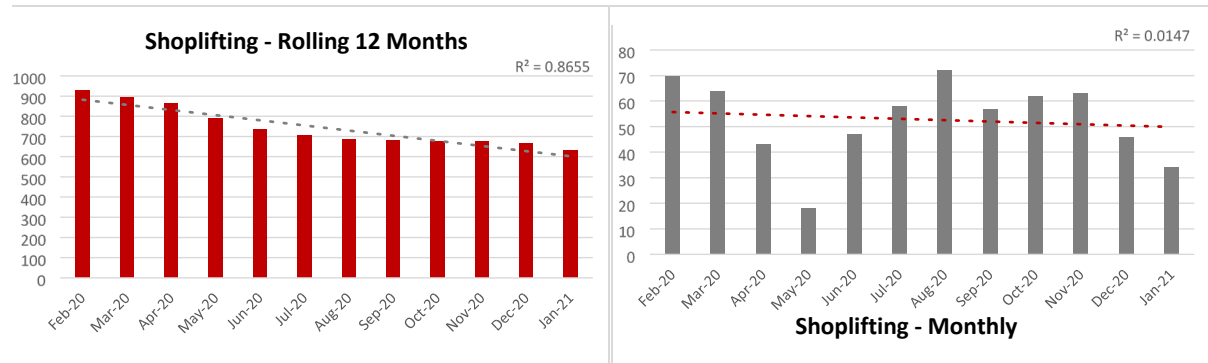 Shoplifting - Rolling 12 Months
R² = 0.8655
1000
900
800
700
600
500
400
300
200
100
0
Feb-20
Mar-20
Apr-20
May-20
Jun-20
Jul-20
Aug-20
Sep-20
Oct-20
Nov-20
Dec-20
Jan-21
R² = 0.0147
80
70
60
50
40
30
20
10
0
Feb-20
Mar-20
Apr-20
May-20
Jun-20
Jul-20
Aug-20
Sep-20
Oct-20
Nov-20
Dec-20
Jan-21
Shoplifting - Monthly